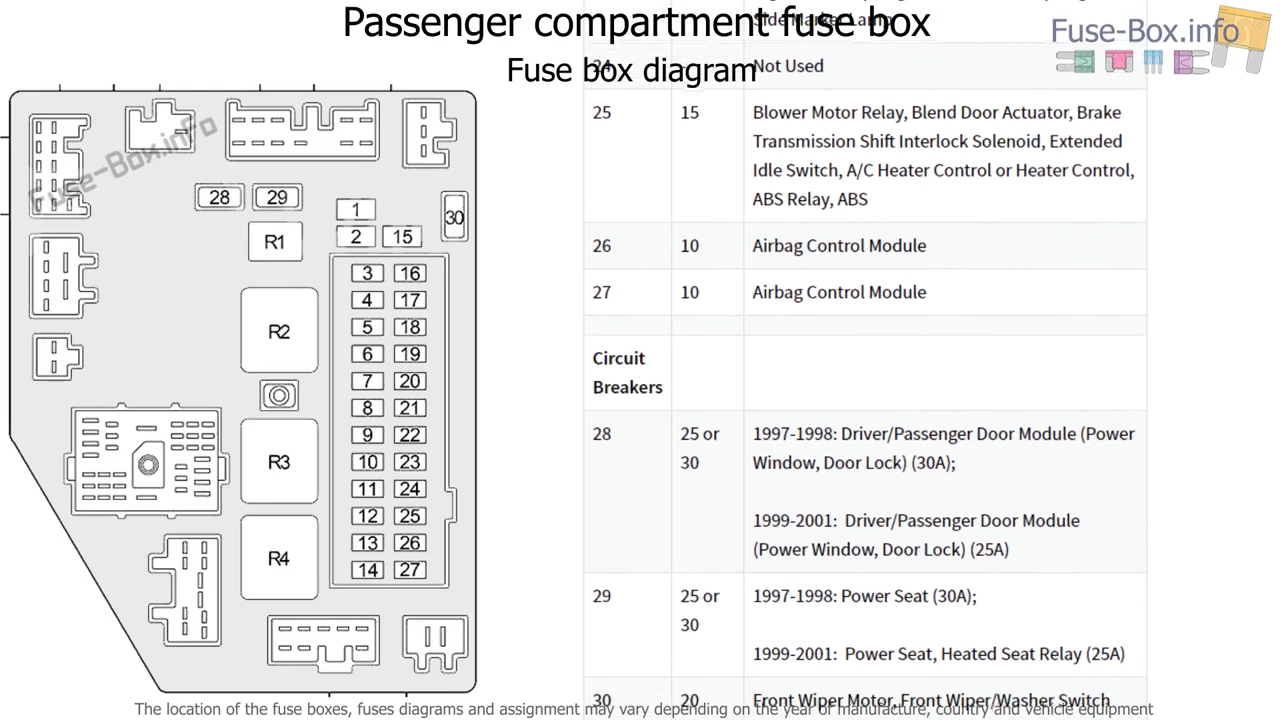 Passenger compartment fuse box
Fuse box diagram
Fuse-Box.info
Fuse-Box.info
28
29
1
30
R1
2
15
3
16
4
17
R2
5
18
6
19
7
20
8
21
9
22
R3
10
23
11
24
12
25
13
26
R4
14
27
Side Marker Lamp
24 Not Used
25 15 Blower Motor Relay, Blend Door Actuator, Brake
Transmission Shift Interlock Solenoid, Extended
Idle Switch, A/C Heater Control or Heater Control,
ABS Relay, ABS
26 10 Airbag Control Module
27 10 Airbag Control Module
Circuit
Breakers
28 25 or 1997-1998: Driver/Passenger Door Module (Power
30 Window, Door Lock) (30A);
1999-2001: Driver/Passenger Door Module
(Power Window, Door Lock) (25A)
29 25 or 1997-1998: Power Seat (30A);
30
1999-2001: Power Seat, Heated Seat Relay (25A)
30 20 Front Wiper Motor, Front Wiper/Washer Switch
The location of the fuse boxes, fuses diagrams and assignment may vary depending on the year of manufacture, country and vehicle equipment